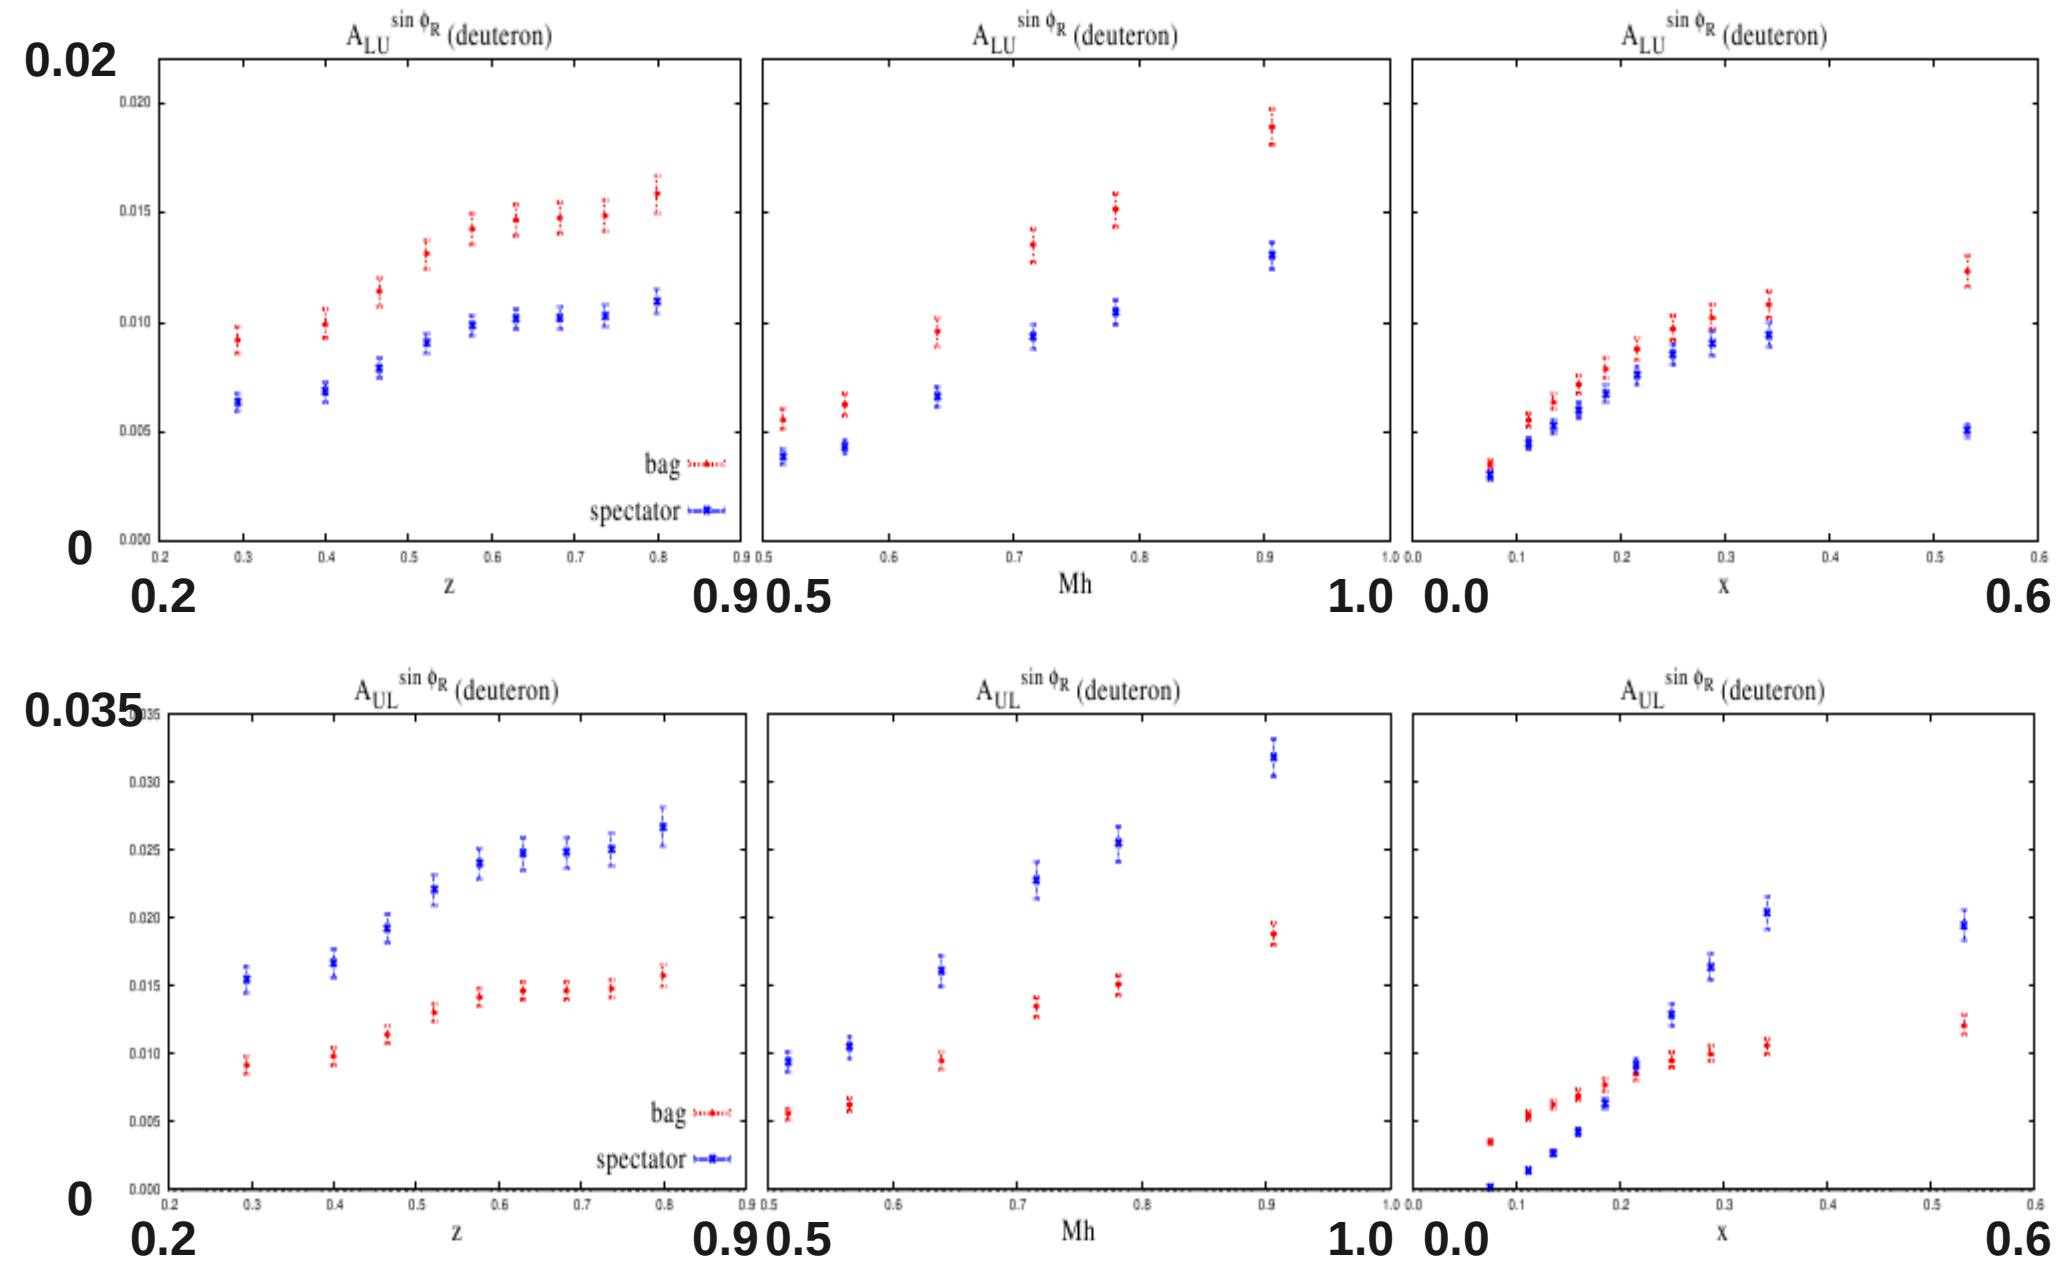 A_LU^sin ϕ_R (deuteron) A_LU^sin ϕ_R (deuteron) A_LU^sin ϕ_R (deuteron)
0.02
0.020
0.015
0.010
0.005
bag
spectator
0 0.000
0.2 0.3 0.4 0.5 0.6 0.7 0.8 0.9 0.5 0.6 0.7 0.8 0.9 1.0 0.0 0.1 0.2 0.3 0.4 0.5 0.6
z Mh x
0.2 0.9 0.5 1.0 0.0 0.6
A_UL^sin ϕ_R (deuteron) A_UL^sin ϕ_R (deuteron) A_UL^sin ϕ_R (deuteron)
0.035 0.035
0.030
0.025
0.020
0.015
0.010
0.005
bag
spectator
0 0.000
0.2 0.3 0.4 0.5 0.6 0.7 0.8 0.9 0.5 0.6 0.7 0.8 0.9 1.0 0.0 0.1 0.2 0.3 0.4 0.5 0.6
z Mh x
0.2 0.9 0.5 1.0 0.0 0.6